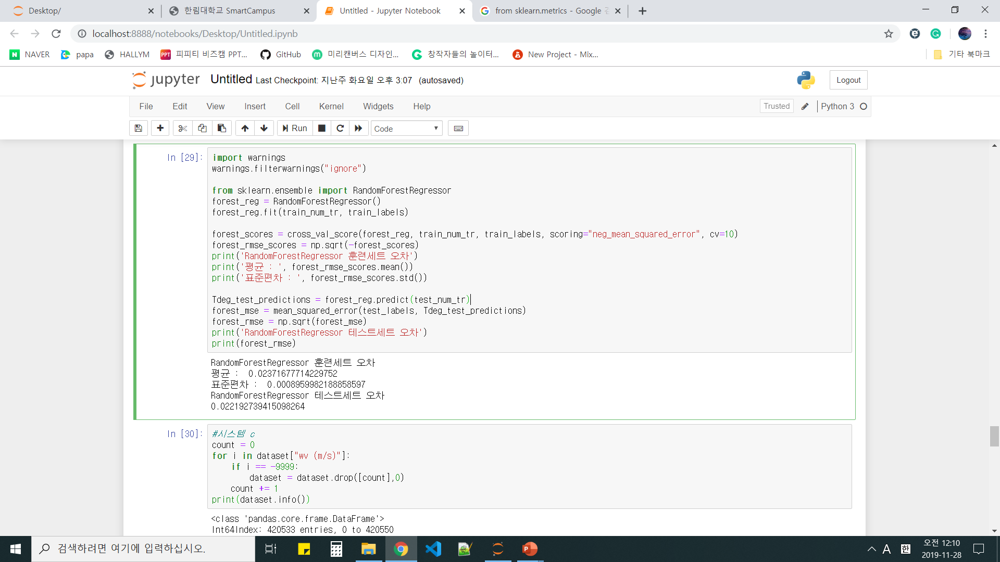 Desktop/
한림대학교 SmartCampus
Untitled - Jupyter Notebook
from sklearn.metrics - Google
localhost:8888/notebooks/Desktop/Untitled.ipynb
NAVER
papa
HALLYM
PPT
피피티 비즈캠 PPT...
GitHub
미리캔버스 디자인...
창작자들의 놀이터...
New Project - Mix...
기타 북마크
jupyter Untitled Last Checkpoint: 지난주 화요일 오후 3:07 (autosaved)
Logout
File Edit View Insert Cell Kernel Widgets Help
Trusted
Python 3
Run
Code
In [29]:
import warnings
warnings.filterwarnings("ignore")
from sklearn.ensemble import RandomForestRegressor
forest_reg = RandomForestRegressor()
forest_reg.fit(train_num_tr, train_labels)
forest_scores = cross_val_score(forest_reg, train_num_tr, train_labels, scoring="neg_mean_squared_error", cv=10)
forest_rmse_scores = np.sqrt(-forest_scores)
print('RandomForestRegressor 훈련세트 오차')
print('평균 : ', forest_rmse_scores.mean())
print('표준편차 : ', forest_rmse_scores.std())
Tdeg_test_predictions = forest_reg.predict(test_num_tr)
forest_mse = mean_squared_error(test_labels, Tdeg_test_predictions)
forest_rmse = np.sqrt(forest_mse)
print('RandomForestRegressor 테스트세트 오차')
print(forest_rmse)
RandomForestRegressor 훈련세트 오차
평균 :  0.02371677714229752
표준편차 :  0.0008959982188858597
RandomForestRegressor 테스트세트 오차
0.022192739415098264
In [30]:
#시스템 c
count = 0
for i in dataset["wv (m/s)"]:
    if i == -9999:
        dataset = dataset.drop([count],0)
    count += 1
print(dataset.info())
<class 'pandas.core.frame.DataFrame'>
Int64Index: 420533 entries, 0 to 420550
검색하려면 여기에 입력하십시오.
A
한
오전 12:10
2019-11-28